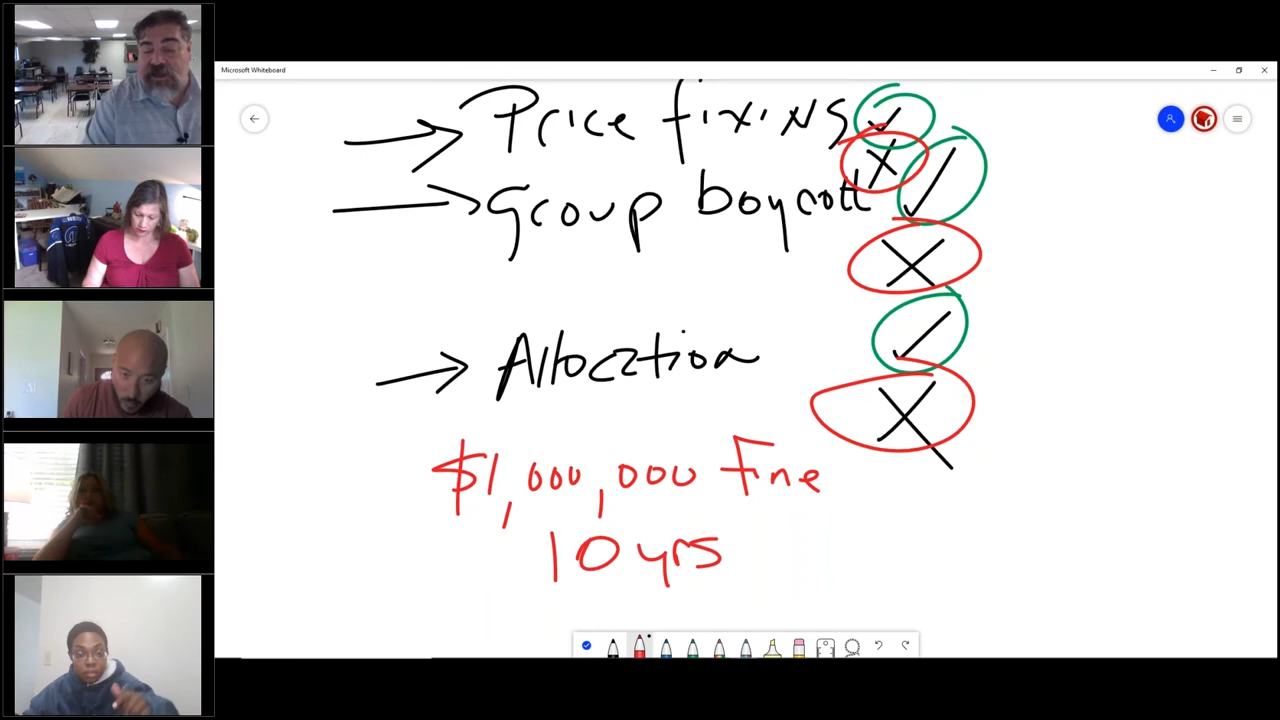 Microsoft Whiteboard
Price fixing
Group boycott
Allocation
$1,000,000 fine
10 yrs